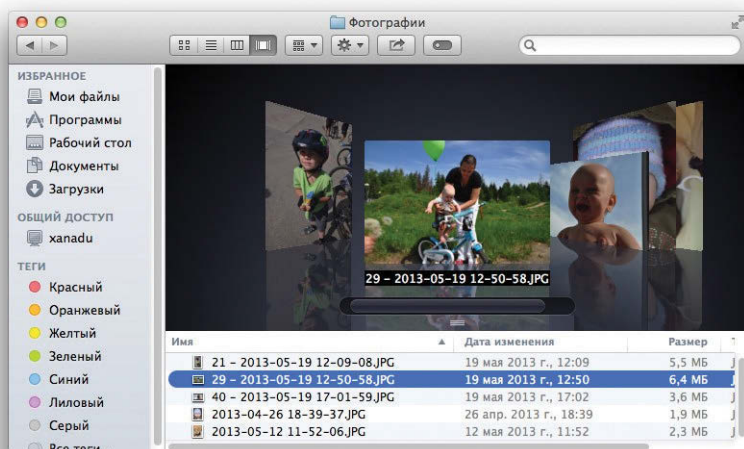 Фотографии
ИЗБРАННОЕ
Мои файлы
Программы
Рабочий стол
Документы
Загрузки
ОБЩИЙ ДОСТУП
xanadu
ТЕГИ
Красный
Оранжевый
Желтый
Зеленый
Синий
Лиловый
Серый
Все теги
29 – 2013-05-19 12-50-58.JPG
Имя Дата изменения Размер
21 – 2013-05-19 12-09-08.JPG 19 мая 2013 г., 12:09 5,5 МБ
29 – 2013-05-19 12-50-58.JPG 19 мая 2013 г., 12:50 6,4 МБ
40 – 2013-05-19 17-01-59.JPG 19 мая 2013 г., 17:02 3,6 МБ
2013-04-26 18-39-37.JPG 26 апр. 2013 г., 18:39 1,9 МБ
2013-05-12 11-52-06.JPG 12 мая 2013 г., 11:52 2,3 МБ